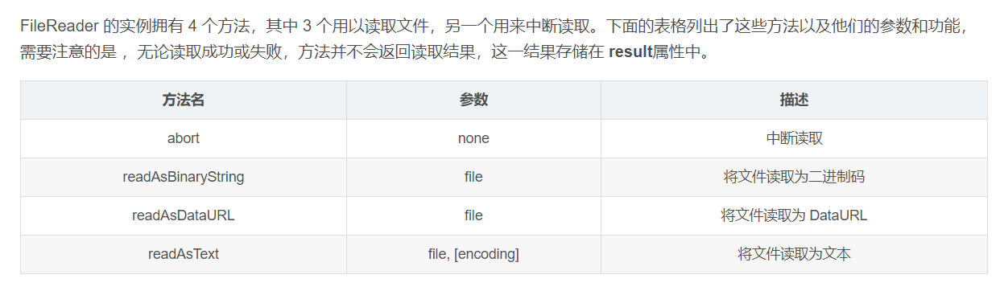 FileReader 的实例拥有 4 个方法，其中 3 个用以读取文件，另一个用来中断读取。下面的表格列出了这些方法以及他们的参数和功能，
需要注意的是 ，无论读取成功或失败，方法并不会返回读取结果，这一结果存储在 result属性中。
方法名 参数 描述
abort none 中断读取
readAsBinaryString file 将文件读取为二进制码
readAsDataURL file 将文件读取为 DataURL
readAsText file, [encoding] 将文件读取为文本